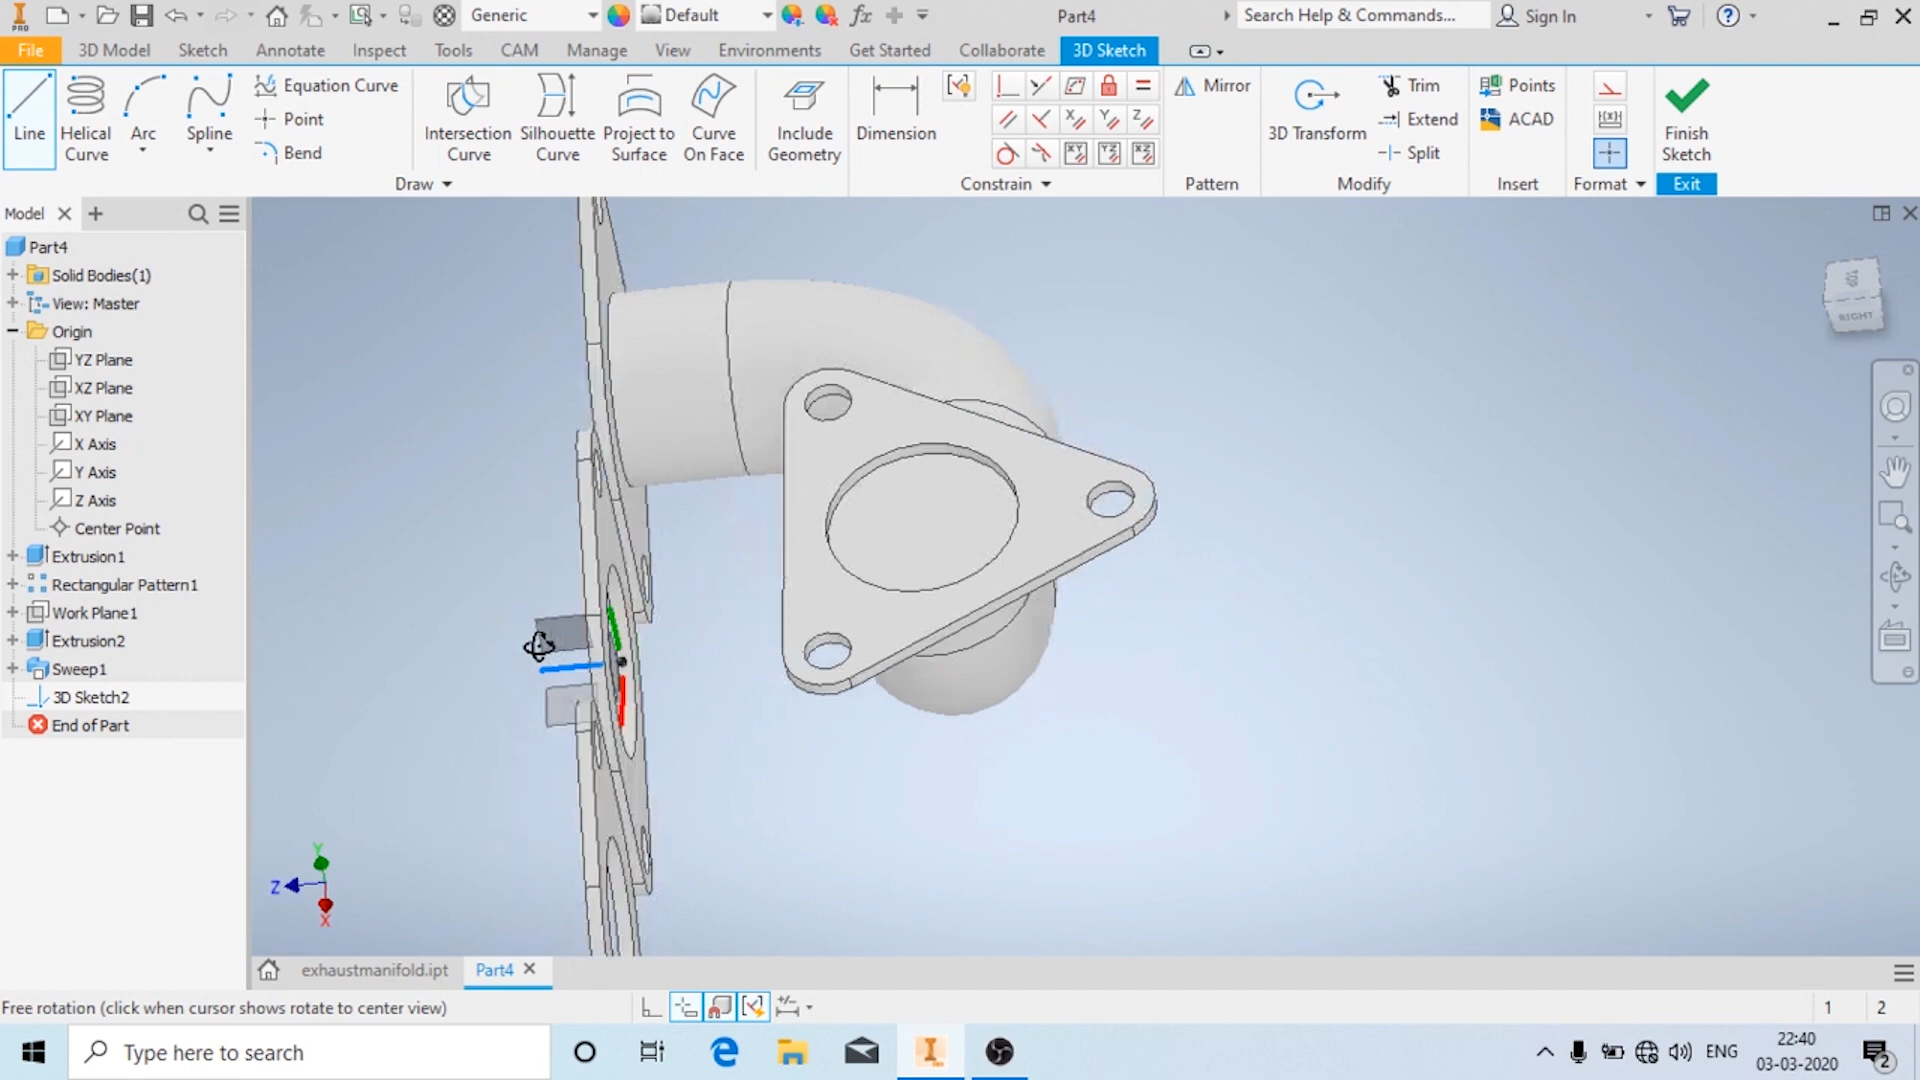 PRO
Generic
Default
fx
Part4
Search Help & Commands...
Sign In
File
3D Model
Sketch
Annotate
Inspect
Tools
CAM
Manage
View
Environments
Get Started
Collaborate
3D Sketch
Line
Helical Curve
Arc
Spline
Equation Curve
Point
Bend
Intersection Curve
Silhouette Curve
Project to Surface
Curve On Face
Include Geometry
Dimension
Mirror
3D Transform
Trim
Extend
Split
Points
ACAD
Finish Sketch
Draw
Constrain
Pattern
Modify
Insert
Format
Exit
Model
Part4
Solid Bodies(1)
View: Master
Origin
YZ Plane
XZ Plane
XY Plane
X Axis
Y Axis
Z Axis
Center Point
Extrusion1
Rectangular Pattern1
Work Plane1
Extrusion2
Sweep1
3D Sketch2
End of Part
RIGHT
Y
Z
X
exhaustmanifold.ipt
Part4
Free rotation (click when cursor shows rotate to center view)
1
2
Type here to search
ENG
22:40
03-03-2020
2